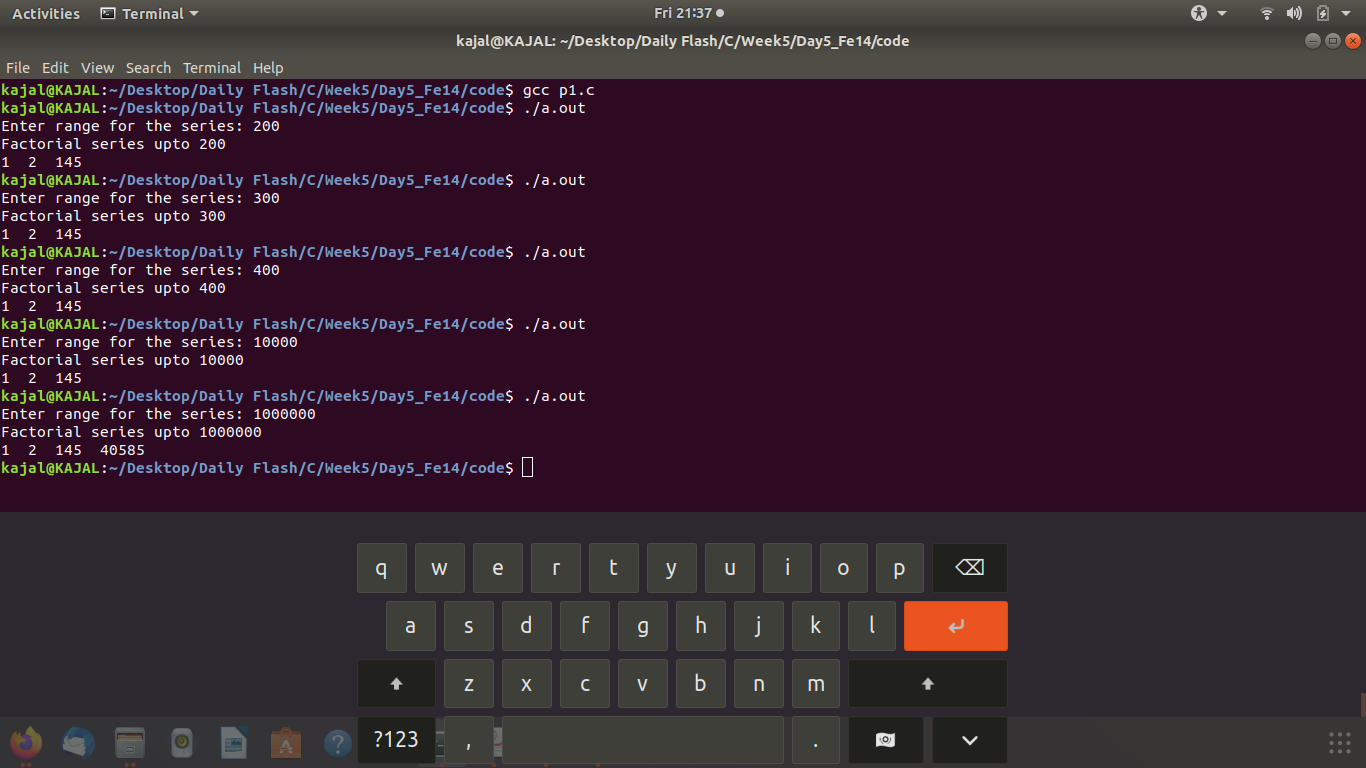 Activities Terminal Fri 21:37
kajal@KAJAL: ~/Desktop/Daily Flash/C/Week5/Day5_Fe14/code
File Edit View Search Terminal Help
kajal@KAJAL:~/Desktop/Daily Flash/C/Week5/Day5_Fe14/code$ gcc p1.c
kajal@KAJAL:~/Desktop/Daily Flash/C/Week5/Day5_Fe14/code$ ./a.out
Enter range for the series: 200
Factorial series upto 200
1  2  145
kajal@KAJAL:~/Desktop/Daily Flash/C/Week5/Day5_Fe14/code$ ./a.out
Enter range for the series: 300
Factorial series upto 300
1  2  145
kajal@KAJAL:~/Desktop/Daily Flash/C/Week5/Day5_Fe14/code$ ./a.out
Enter range for the series: 400
Factorial series upto 400
1  2  145
kajal@KAJAL:~/Desktop/Daily Flash/C/Week5/Day5_Fe14/code$ ./a.out
Enter range for the series: 10000
Factorial series upto 10000
1  2  145
kajal@KAJAL:~/Desktop/Daily Flash/C/Week5/Day5_Fe14/code$ ./a.out
Enter range for the series: 1000000
Factorial series upto 1000000
1  2  145  40585
kajal@KAJAL:~/Desktop/Daily Flash/C/Week5/Day5_Fe14/code$
q w e r t y u i o p
a s d f g h j k l
z x c v b n m
?123 , .